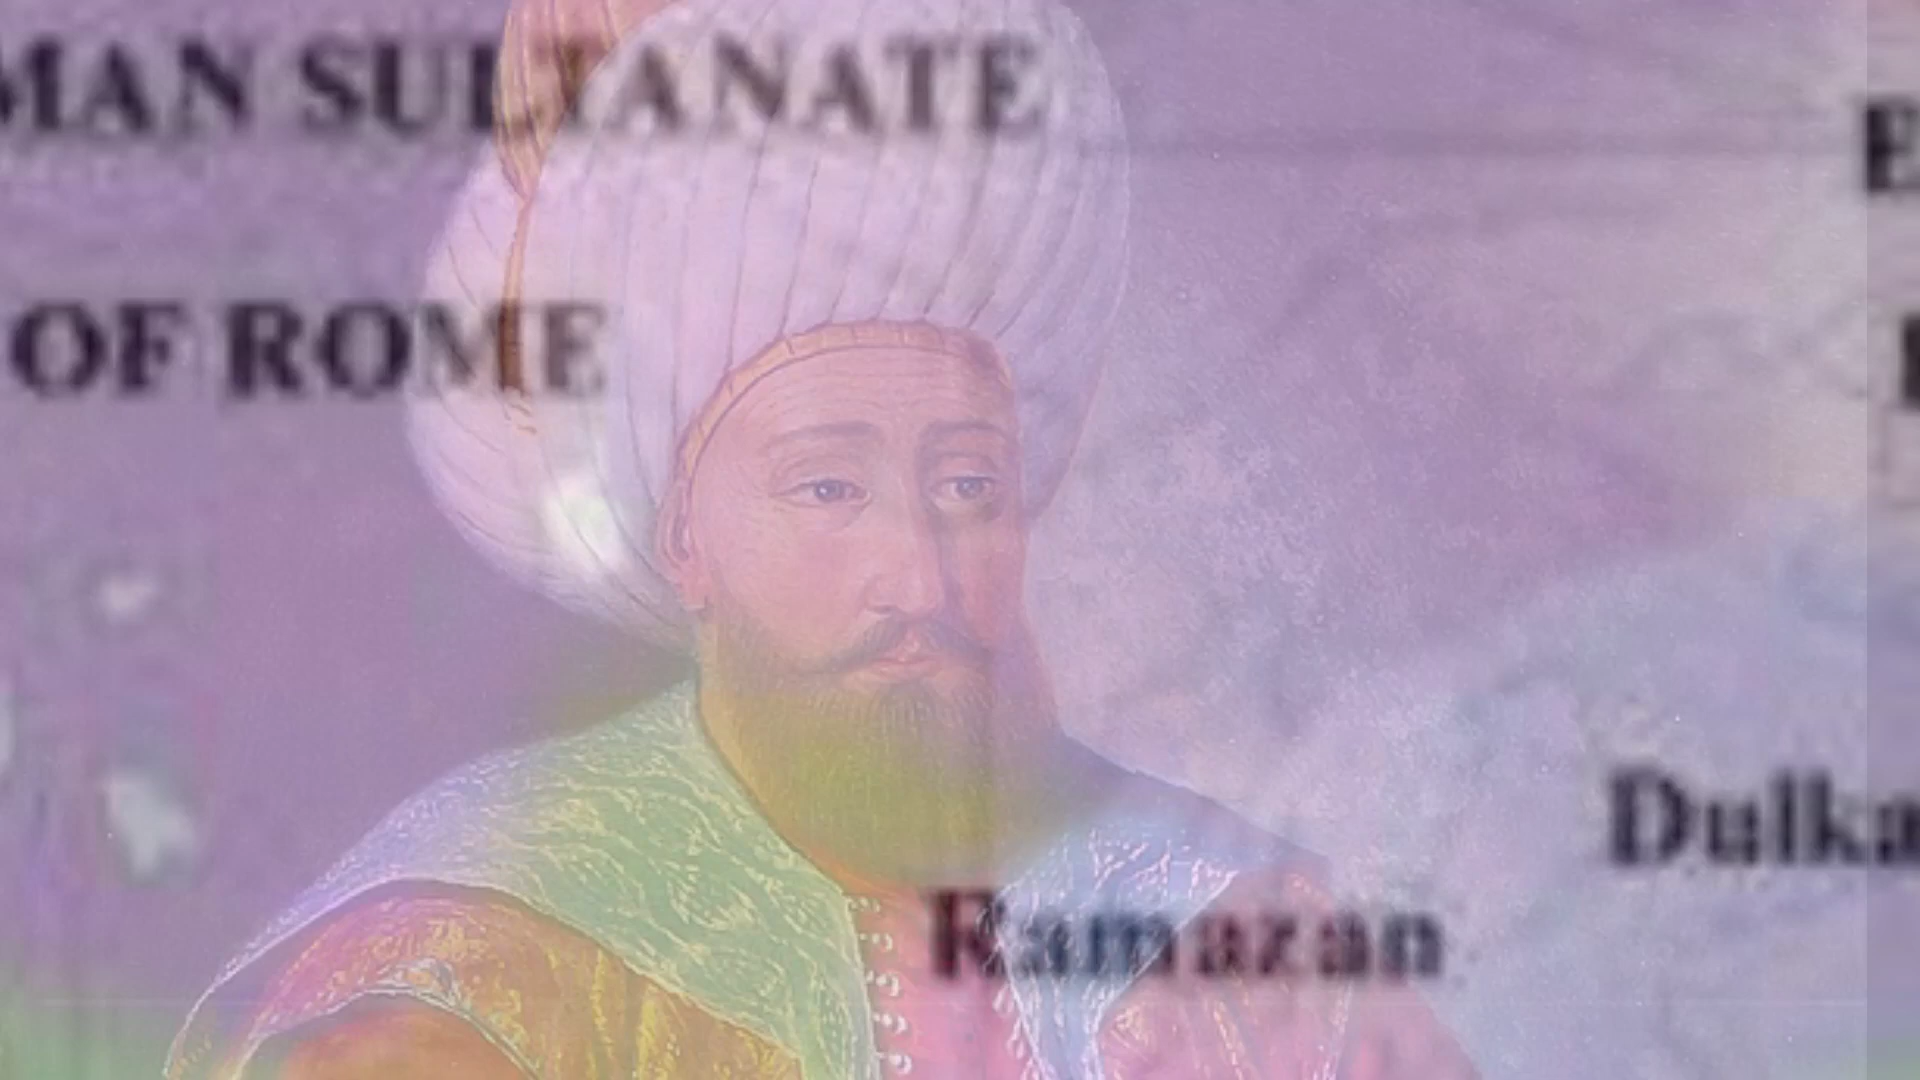 MAN SULTANATE
E
OF ROME
Dulka
Ramazan